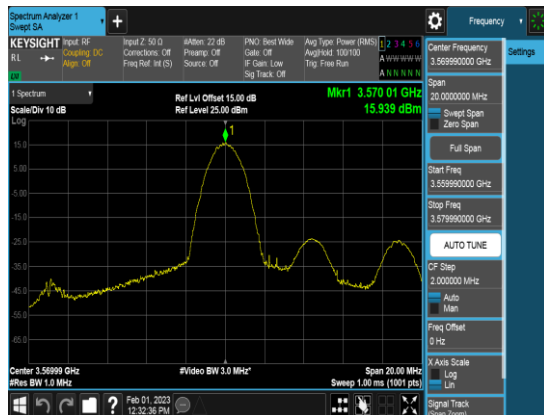 Spectrum Analyzer 1
Swept SA
+
Frequency
KEYSIGHT
Input: RF
Coupling: DC
Align: Off
RL
LU
Input Z: 50 Ω
Corrections: Off
Freq Ref: Int (S)
#Atten: 22 dB
Preamp: Off
Source: Off
PNO: Best Wide
Gate: Off
IF Gain: Low
Sig Track: Off
Avg Type: Power (RMS)
Avg|Hold: 100/100
Trig: Free Run
1 2 3 4 5 6
A W W W W W
A N N N N N
Settings
Center Frequency
3.569990000 GHz
Span
20.0000000 MHz
Swept Span
Zero Span
Full Span
Start Freq
3.559990000 GHz
Stop Freq
3.579990000 GHz
AUTO TUNE
CF Step
2.000000 MHz
Auto
Man
Freq Offset
0 Hz
X Axis Scale
Log
Lin
Signal Track
(Span Zoom)
1 Spectrum
Scale/Div 10 dB
Ref Lvl Offset 15.00 dB
Ref Level 25.00 dBm
Mkr1 3.570 01 GHz
15.939 dBm
Log
1
15.0
5.00
-5.00
-15.0
-25.0
-35.0
-45.0
-55.0
-65.0
Center 3.56999 GHz
#Res BW 1.0 MHz
#Video BW 3.0 MHz*
Span 20.00 MHz
Sweep 1.00 ms (1001 pts)
?
Feb 01, 2023
12:32:36 PM